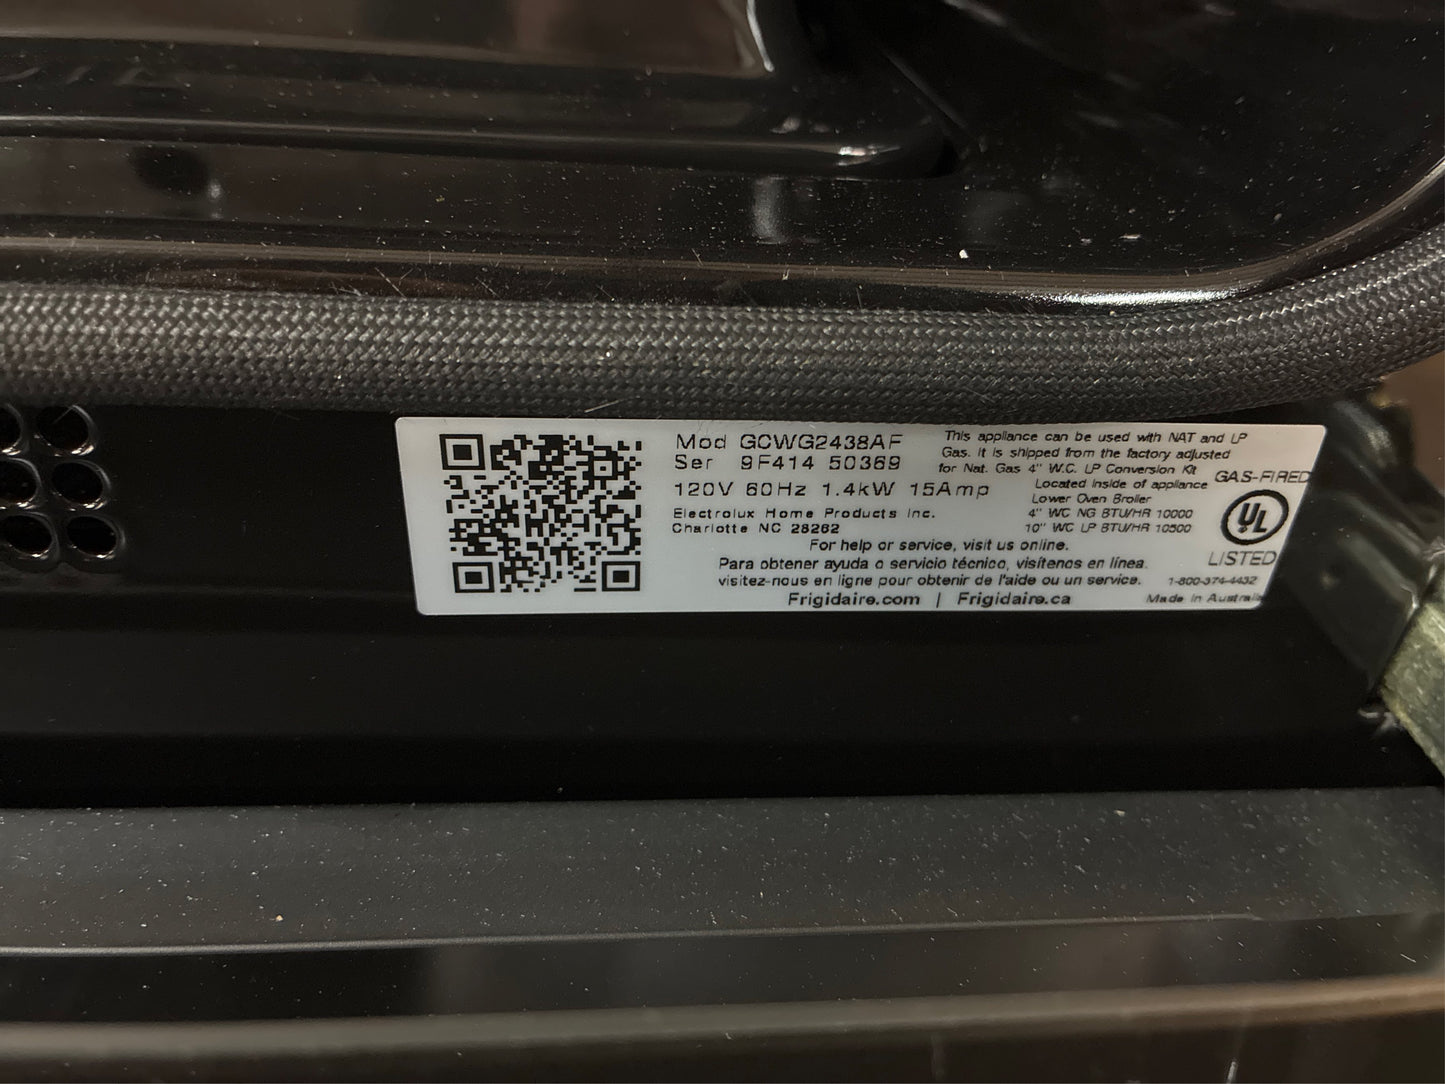 Mod GCWG2438AF
Ser 9F414 50369
120V 60Hz 1.4kW 15Amp
Electrolux Home Products Inc.
Charlotte NC 28262
This appliance can be used with NAT and LP
Gas. It is shipped from the factory adjusted
for Nat. Gas 4" W.C. LP Conversion Kit
Located inside of appliance
Lower Oven Broiler
4" WC NG BTU/HR 10000
10" WC LP BTU/HR 10500
GAS-FIRED
UL
LISTED
For help or service, visit us online.
Para obtener ayuda o servicio técnico, visítenos en línea.
visitez-nous en ligne pour obtenir de l'aide ou un service.
1-800-374-4432
Frigidaire.com | Frigidaire.ca
Made in Australia